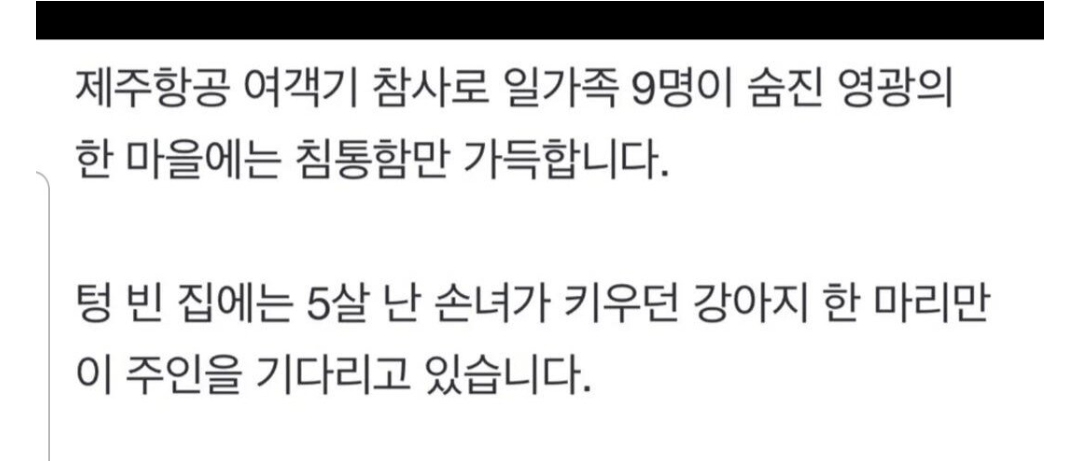 제주항공 여객기 참사로 일가족 9명이 숨진 영광의
한 마을에는 침통함만 가득합니다.
텅 빈 집에는 5살 난 손녀가 키우던 강아지 한 마리만
이 주인을 기다리고 있습니다.